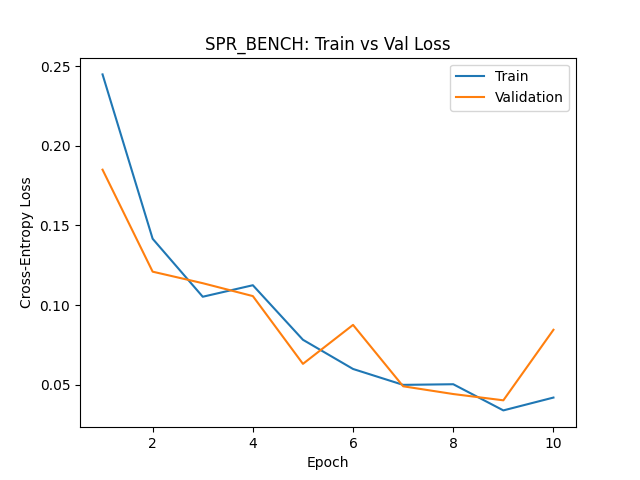 SPR_BENCH: Train vs Val Loss
Train
Validation
Cross-Entropy Loss
0.25
0.20
0.15
0.10
0.05
2 4 6 8 10
Epoch